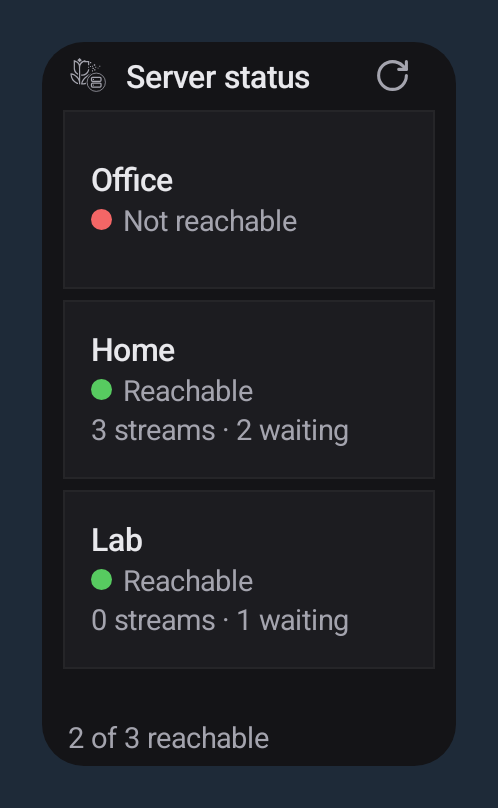 Server status
Office
Not reachable
Home
Reachable
3 streams · 2 waiting
Lab
Reachable
0 streams · 1 waiting
2 of 3 reachable